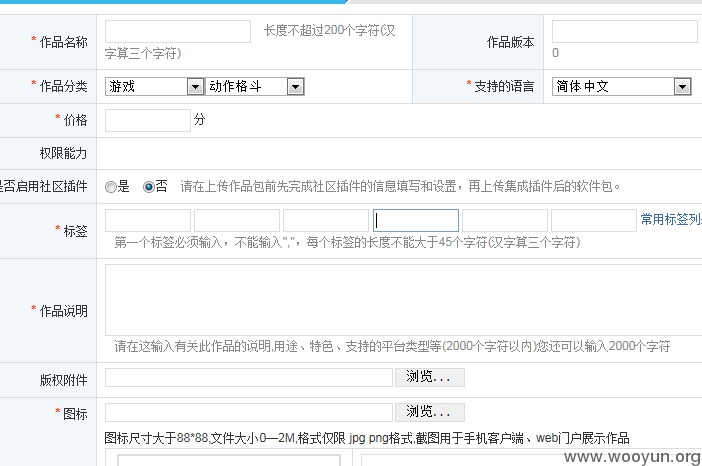 * 作品名称 长度不超过200个字符(汉字算三个字符) 作品版本 0
* 作品分类 游戏 动作格斗 * 支持的语言 简体中文
* 价格 分
权限能力
是否启用社区插件 是 否 请在上传作品包前先完成社区插件的信息填写和设置，再上传集成插件后的软件包。
* 标签 常用标签列
第一个标签必须输入，不能输入","，每个标签的长度不能大于45个字符(汉字算三个字符)
* 作品说明
请在这输入有关此作品的说明,用途、特色、支持的平台类型等(2000个字符以内)您还可以输入2000个字符
版权附件 浏览...
* 图标 浏览...
图标尺寸大于88*88,文件大小0—2M,格式仅限 jpg png格式,截图用于手机客户端、web门户展示作品
www.wooyun.org